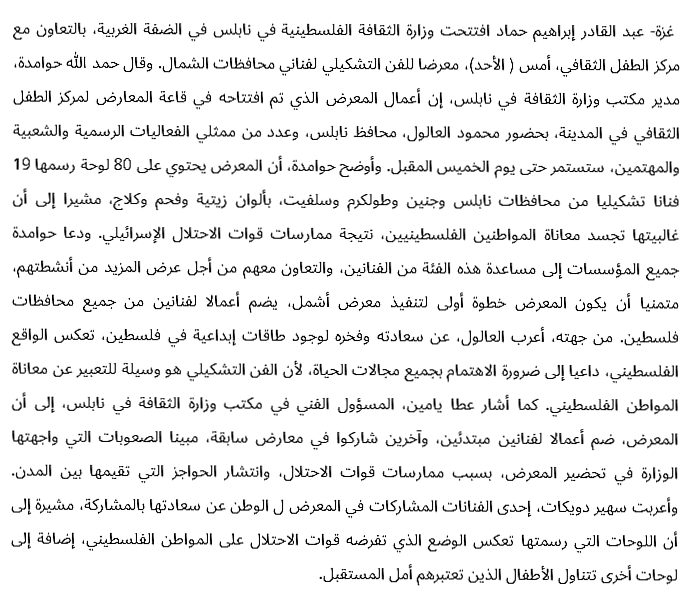 غزة- عبد القادر إبراهيم حماد افتتحت وزارة الثقافة الفلسطينية في نابلس في الضفة الغربية، بالتعاون مع
مركز الطفل الثقافي، أمس ( الأحد)، معرضا للفن التشكيلي لفناني محافظات الشمال. وقال حمد الله حوامدة،
مدير مكتب وزارة الثقافة في نابلس، إن أعمال المعرض الذي تم افتتاحه في قاعة المعارض لمركز الطفل
الثقافي في المدينة، بحضور محمود العالول، محافظ نابلس، وعدد من ممثلي الفعاليات الرسمية والشعبية
والمهتمين، ستستمر حتى يوم الخميس المقبل. وأوضح حوامدة، أن المعرض يحتوي على 80 لوحة رسمها 19
فنانا تشكيليا من محافظات نابلس وجنين وطولكرم وسلفيت، بألوان زيتية وفحم وكلاج، مشيرا إلى أن
غالبيتها تجسد معاناة المواطنين الفلسطينيين، نتيجة ممارسات قوات الاحتلال الإسرائيلي. ودعا حوامدة
جميع المؤسسات إلى مساعدة هذه الفئة من الفنانين، والتعاون معهم من أجل عرض المزيد من أنشطتهم،
متمنيا أن يكون المعرض خطوة أولى لتنفيذ معرض أشمل، يضم أعمالا لفنانين من جميع محافظات
فلسطين. من جهته، أعرب العالول، عن سعادته وفخره لوجود طاقات إبداعية في فلسطين، تعكس الواقع
الفلسطيني، داعيا إلى ضرورة الاهتمام بجميع مجالات الحياة، لأن الفن التشكيلي هو وسيلة للتعبير عن معاناة
المواطن الفلسطيني. كما أشار عطا يامين، المسؤول الفني في مكتب وزارة الثقافة في نابلس، إلى أن
المعرض، ضم أعمالا لفنانين مبتدئين، وآخرين شاركوا في معارض سابقة، مبينا الصعوبات التي واجهتها
الوزارة في تحضير المعرض، بسبب ممارسات قوات الاحتلال، وانتشار الحواجز التي تقيمها بين المدن.
وأعربت سهير دويكات، إحدى الفنانات المشاركات في المعرض ل الوطن عن سعادتها بالمشاركة، مشيرة إلى
أن اللوحات التي رسمتها تعكس الوضع الذي تفرضه قوات الاحتلال على المواطن الفلسطيني، إضافة إلى
لوحات أخرى تتناول الأطفال الذين تعتبرهم أمل المستقبل.